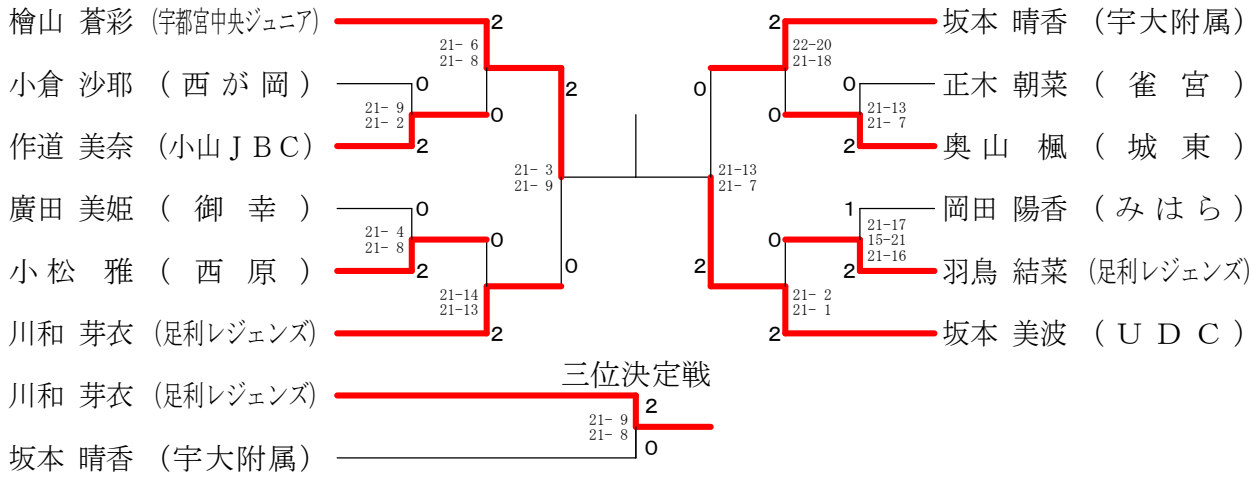 檜山 蒼彩 (宇都宮中央ジュニア) 2 2 坂本 晴香 (宇大附属)
21- 6 22-20
21- 8 21-18
小倉 沙耶 (西が岡) 0 2 0 0 正木 朝菜 (雀宮)
21- 9 0 0 21-13
21- 2 21- 7
作道 美奈 (小山JBC) 2 2 奥山 楓 (城東)
21- 3 21-13
21- 9 21- 7
廣田 美姫 (御幸) 0 1 岡田 陽香 (みはら)
21- 4 0 0 21-17
21- 8 15-21
21-16
小松 雅 (西原) 2 0 2 2 羽鳥 結菜 (足利レジェンズ)
21-14 21- 2
21-13 21- 1
川和 芽衣 (足利レジェンズ) 2 2 坂本 美波 (UDC)
三位決定戦
川和 芽衣 (足利レジェンズ) 2
21- 9
21- 8
坂本 晴香 (宇大附属) 0